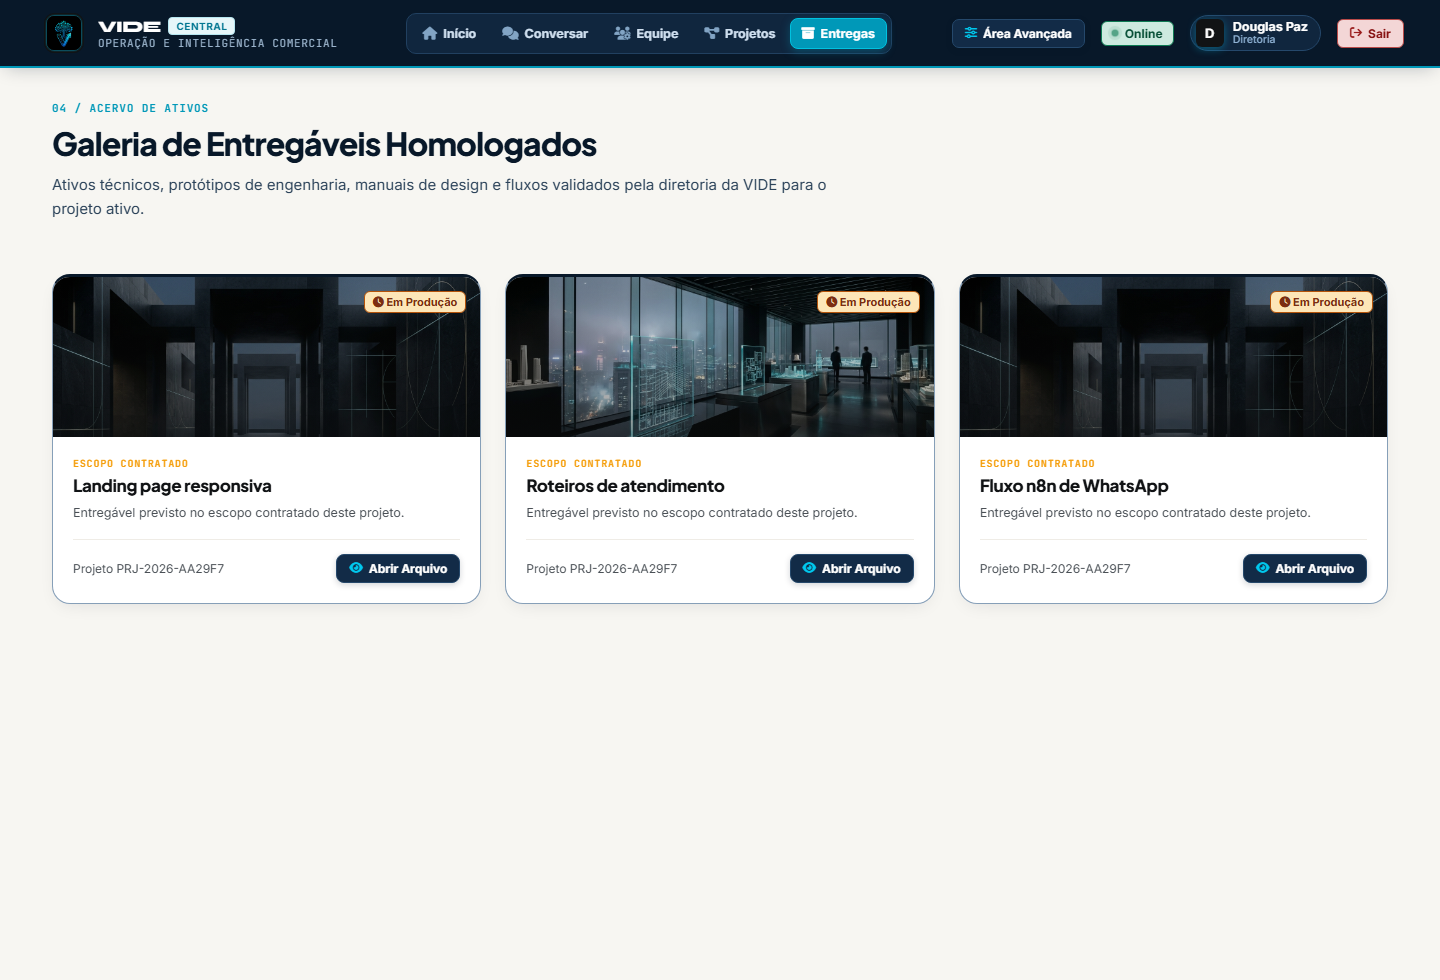 VIDE CENTRAL
OPERAÇÃO E INTELIGÊNCIA COMERCIAL
Início
Conversar
Equipe
Projetos
Entregas
Área Avançada
Online
D
Douglas Paz
Diretoria
Sair
04 / ACERVO DE ATIVOS
Galeria de Entregáveis Homologados
Ativos técnicos, protótipos de engenharia, manuais de design e fluxos validados pela diretoria da VIDE para o
projeto ativo.
Em Produção
ESCOPO CONTRATADO
Landing page responsiva
Entregável previsto no escopo contratado deste projeto.
Projeto PRJ-2026-AA29F7
Abrir Arquivo
Em Produção
ESCOPO CONTRATADO
Roteiros de atendimento
Entregável previsto no escopo contratado deste projeto.
Projeto PRJ-2026-AA29F7
Abrir Arquivo
Em Produção
ESCOPO CONTRATADO
Fluxo n8n de WhatsApp
Entregável previsto no escopo contratado deste projeto.
Projeto PRJ-2026-AA29F7
Abrir Arquivo